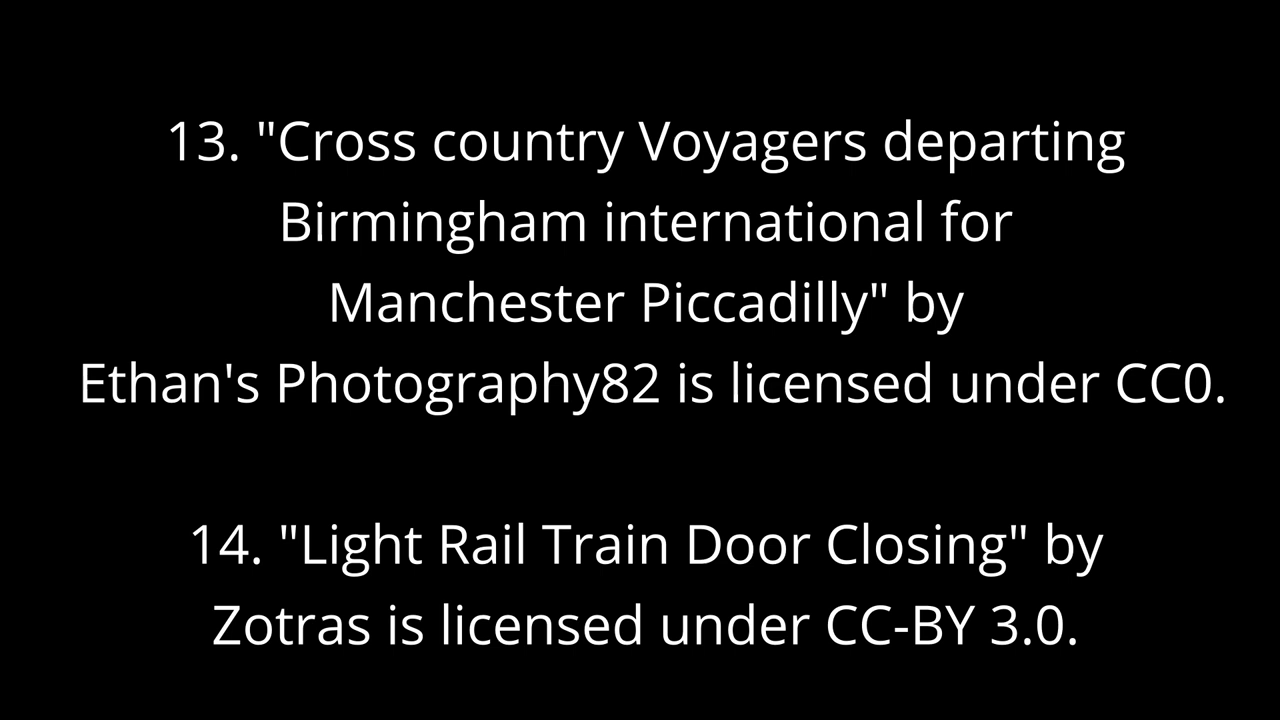 13. "Cross country Voyagers departing
Birmingham international for
Manchester Piccadilly" by
Ethan's Photography82 is licensed under CC0.
14. "Light Rail Train Door Closing" by
Zotras is licensed under CC-BY 3.0.